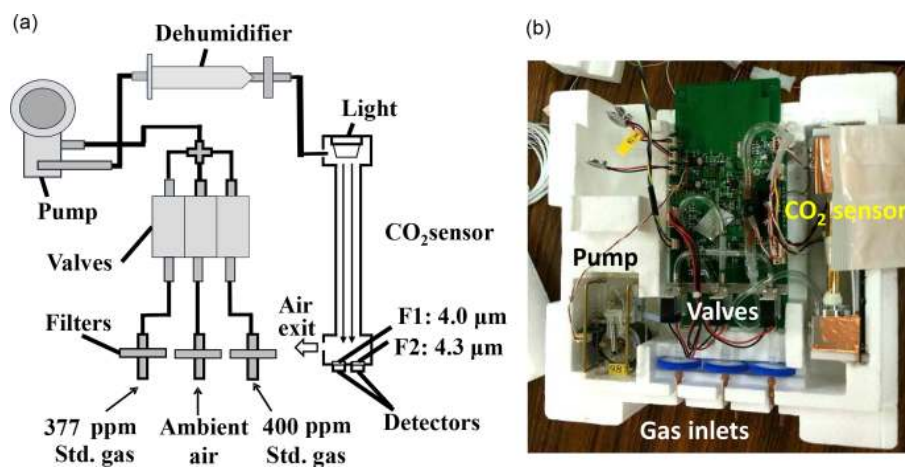 (a)
Dehumidifier
Light
Pump
Valves
CO₂sensor
Filters
Air
exit
F1: 4.0 μm
F2: 4.3 μm
Detectors
377 ppm
Std. gas
Ambient
air
400 ppm
Std. gas
(b)
CO₂ sensor
Pump
Valves
98
Gas inlets